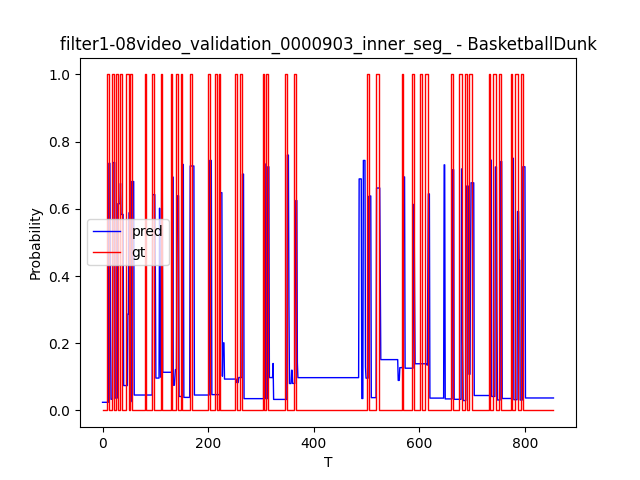 filter1-08video_validation_0000903_inner_seg_ - BasketballDunk
1.0
0.8
0.6
0.4
0.2
0.0
Probability
pred
gt
0
200
400
600
800
T